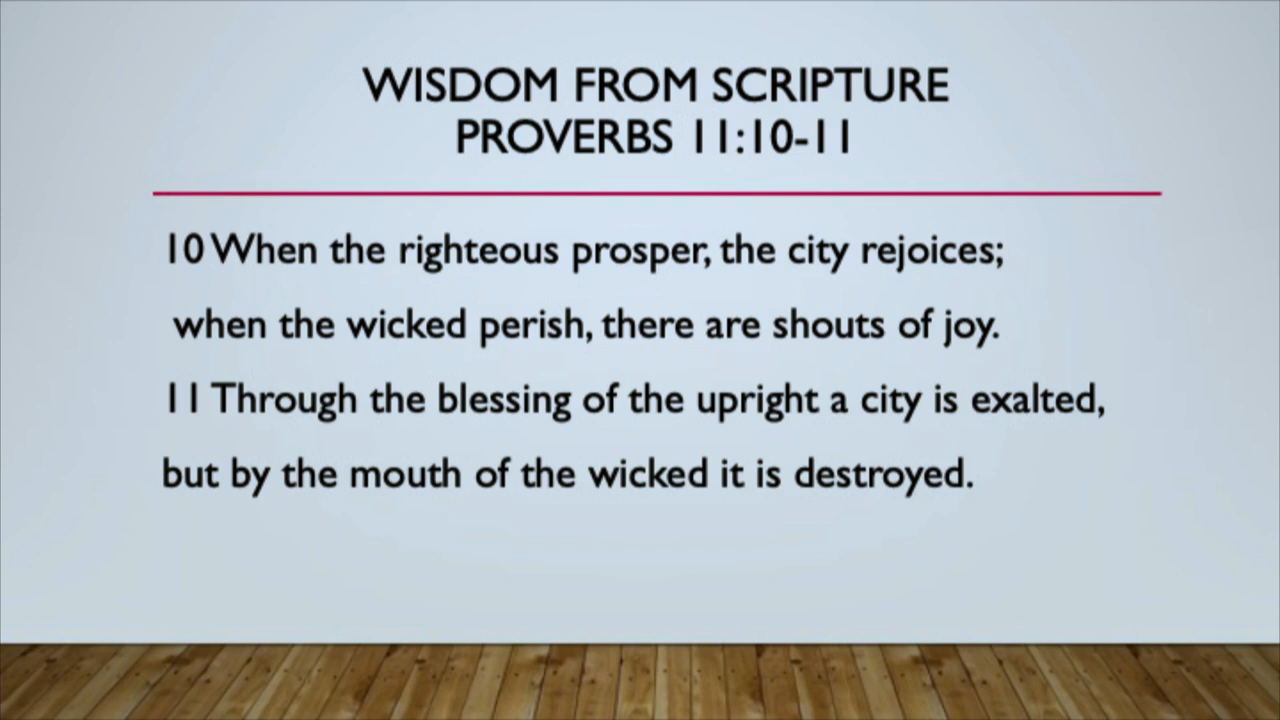 WISDOM FROM SCRIPTURE
PROVERBS 11:10-11
10 When the righteous prosper, the city rejoices;
when the wicked perish, there are shouts of joy.
11 Through the blessing of the upright a city is exalted,
but by the mouth of the wicked it is destroyed.